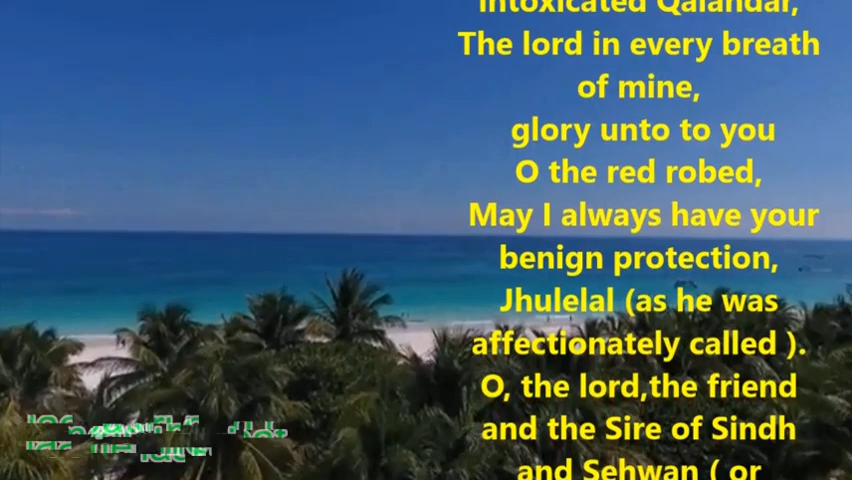 Intoxicated Qalandar,
The lord in every breath
of mine,
glory unto to you
O the red robed,
May I always have your
benign protection,
Jhulelal (as he was
affectionately called ).
O, the lord,the friend
and the Sire of Sindh
and Sehwan ( or